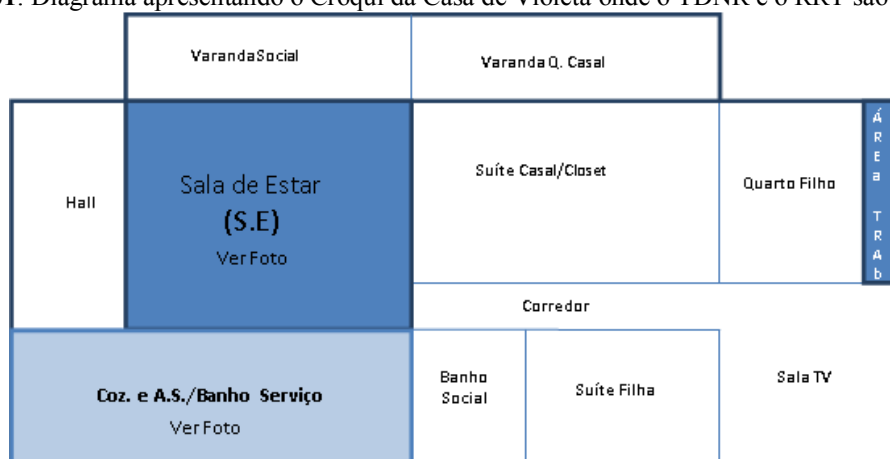 . Diagrama apresentando o Croqui da Casa de Violeta onde o TDNR e o RRT são
VarandaSocial
Varanda Q. Casal
Hall
Sala de Estar
(S.E)
Ver Foto
Suíte Casal/Closet
Quarto Filho
Á
R
E
a
T
R
A
b
Corredor
Coz. e A.S./Banho Serviço
Ver Foto
Banho
Social
Suíte Filha
Sala TV